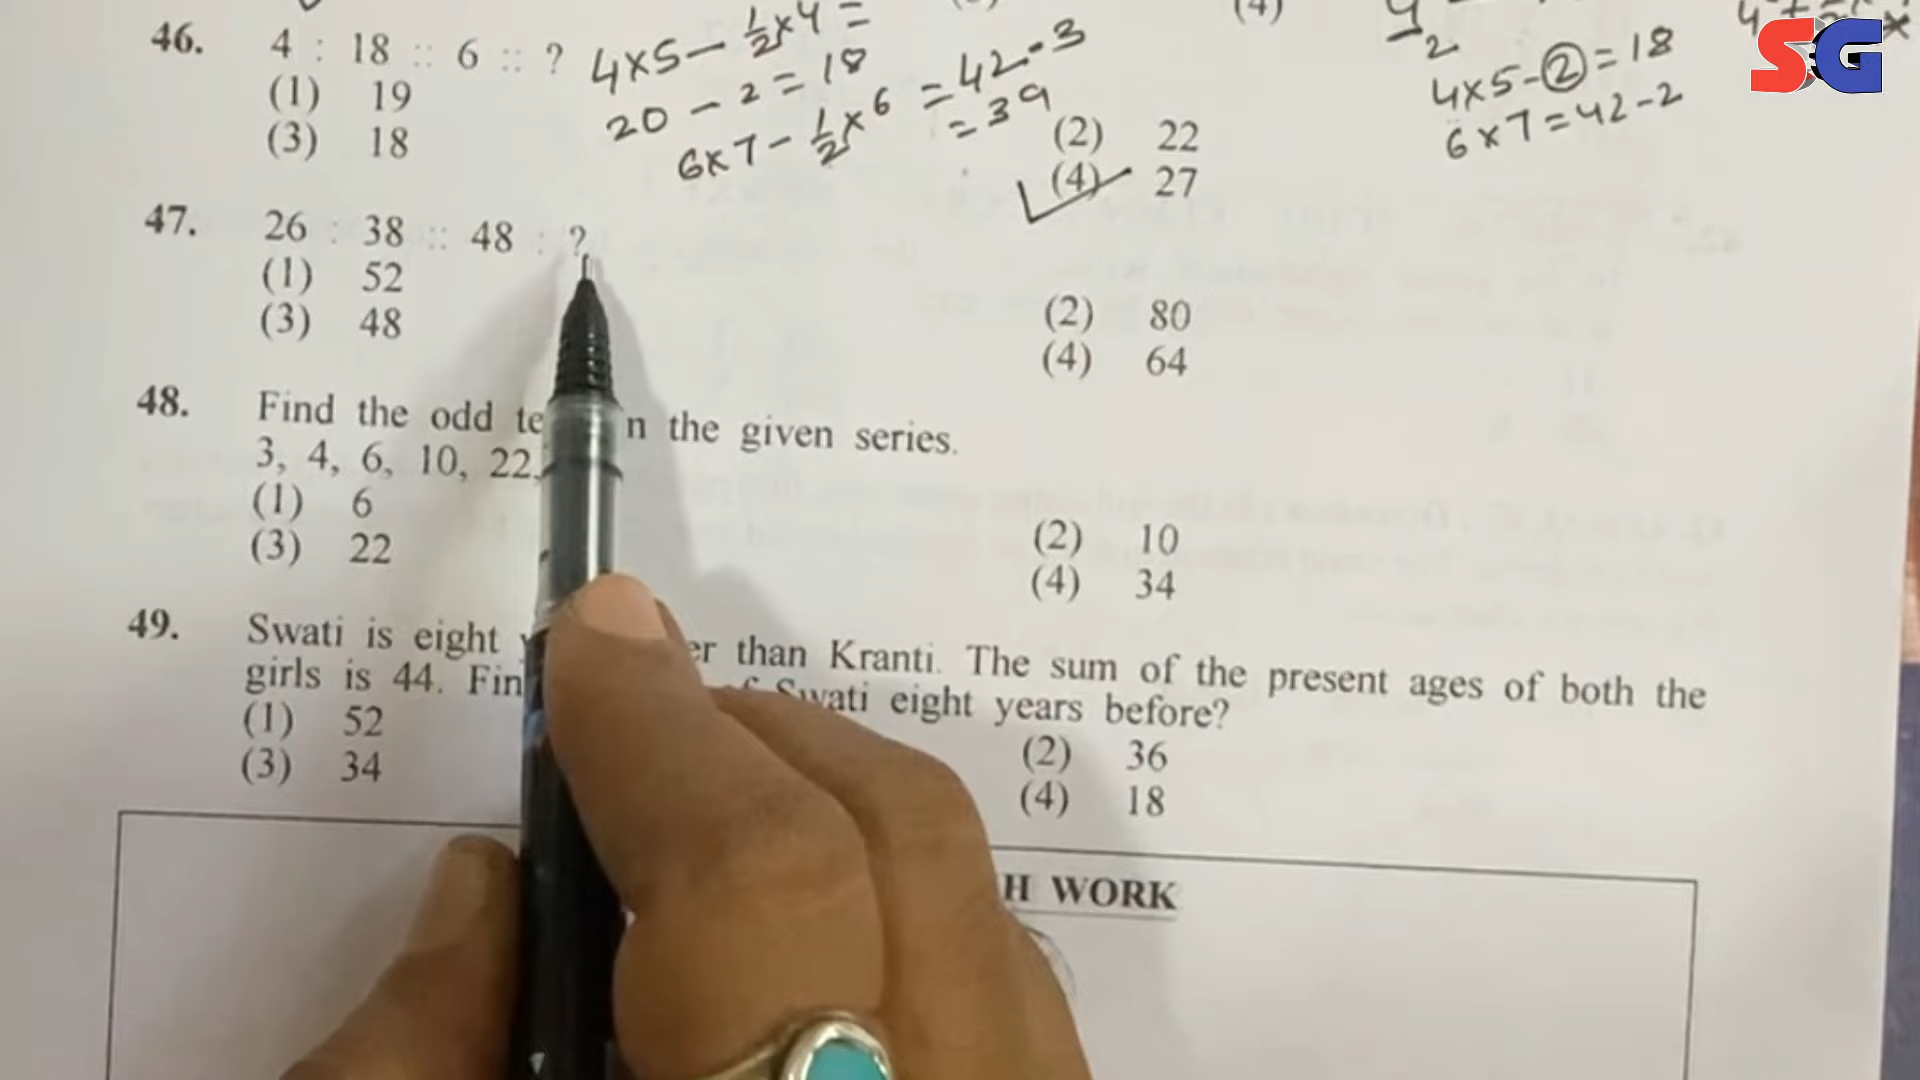 46. 4 : 18 :: 6 :: ?
(1) 19
(2) 22
(3) 18
(4) 27
4×5 - 1/2×4 =
20 - 2 = 18
6×7 - 1/2×6 = 42-3
= 39
(4)
2
4×5-2=18
6×7=42-2
SG
47. 26 : 38 :: 48 : ?
(1) 52
(2) 80
(3) 48
(4) 64
48. Find the odd te n the given series.
3, 4, 6, 10, 22,
(1) 6
(2) 10
(3) 22
(4) 34
49. Swati is eight er than Kranti. The sum of the present ages of both the
girls is 44. Fin of Swati eight years before?
(1) 52
(2) 36
(3) 34
(4) 18
H WORK